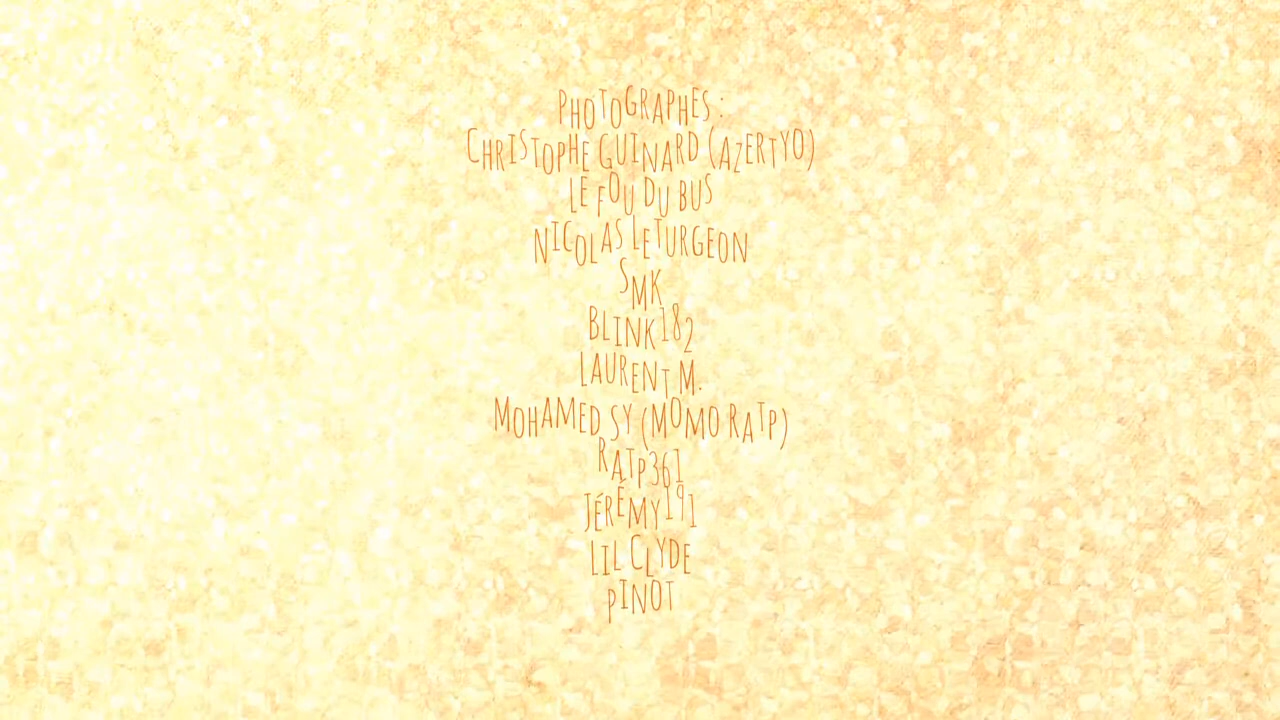 Photographes :
Christophe Guinard (Azertyo)
Le Fou du Bus
Nicolas Leturgeon
Smk
Blink182
Laurent M.
Mohamed Sy (Momo Ratp)
Ratp361
Jérémy191
Lil Clyde
Pinot